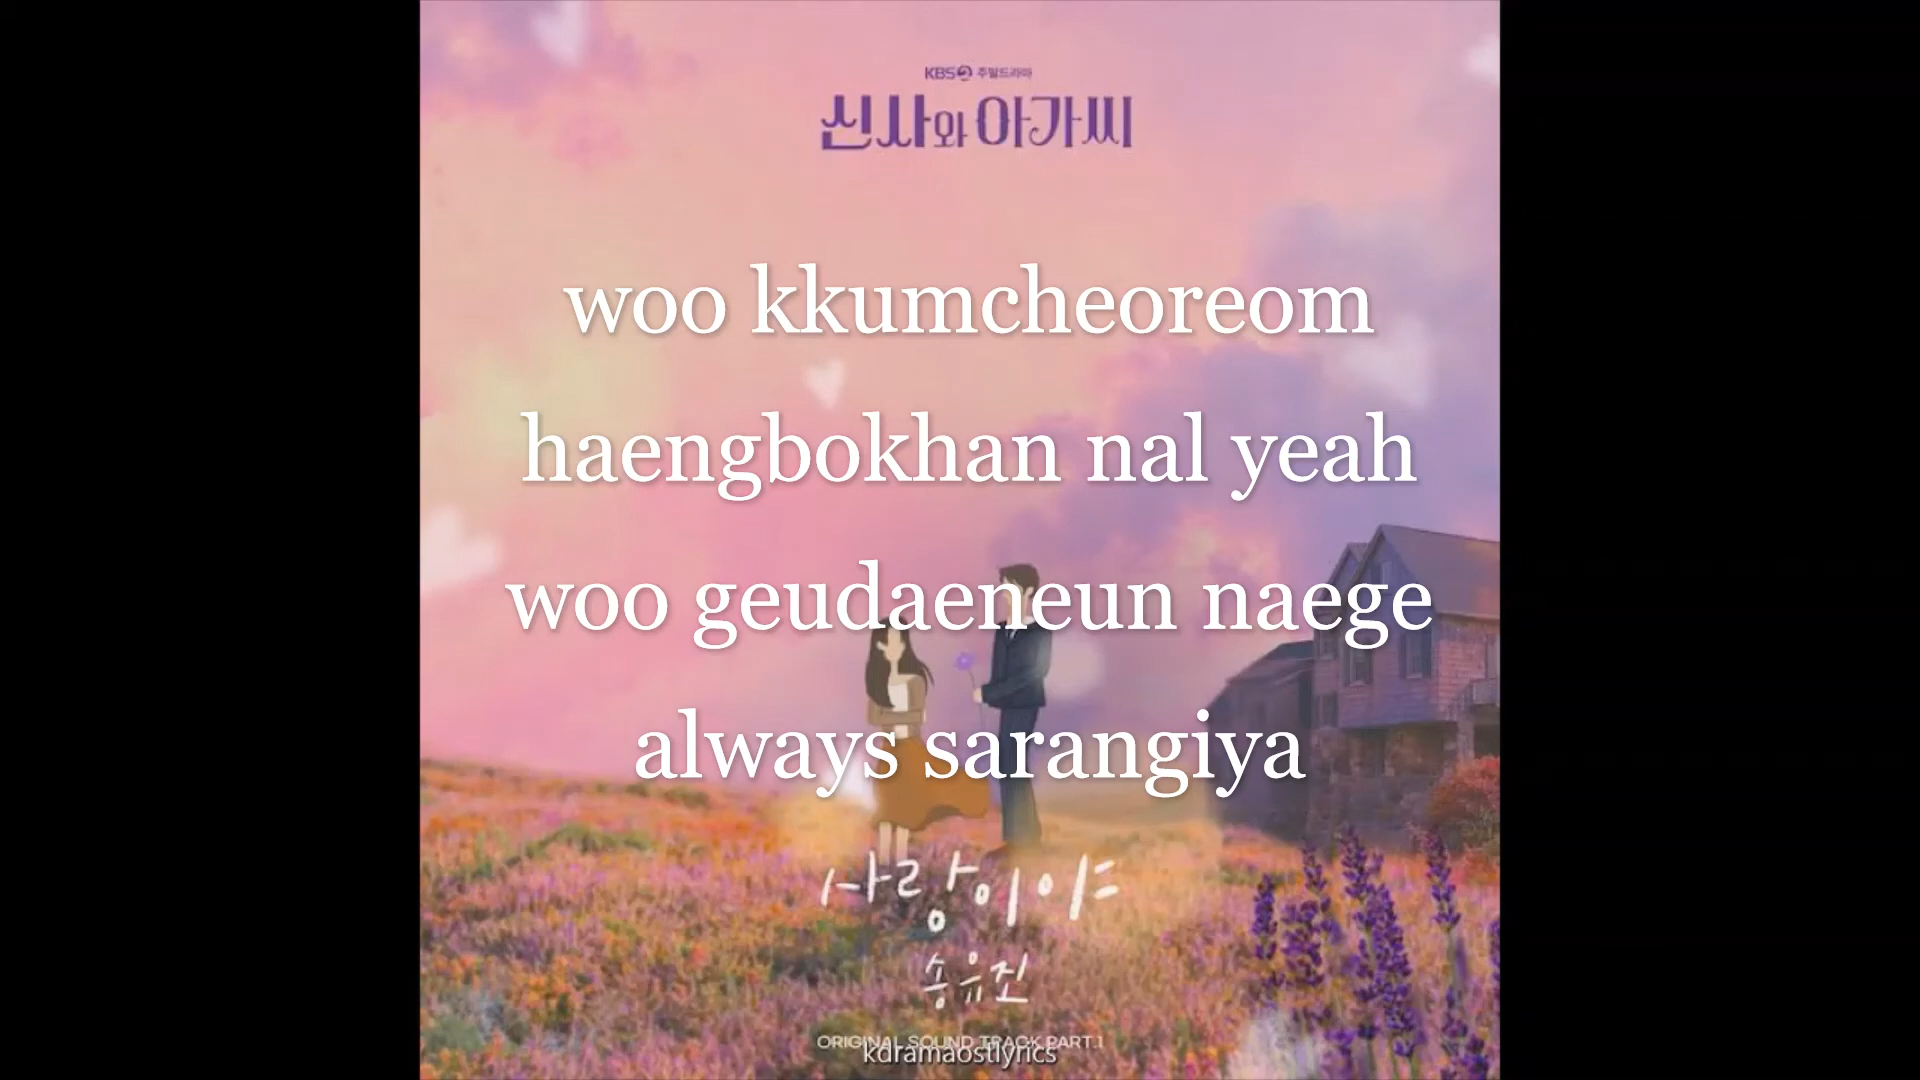 KBS2 주말드라마
신사와 아가씨
woo kkumcheoreom
haengbokhan nal yeah
woo geudaeneun naege
always sarangiya
사랑이야
송유진
ORIGINAL SOUND TRACK PART.1
kdramaostlyrics